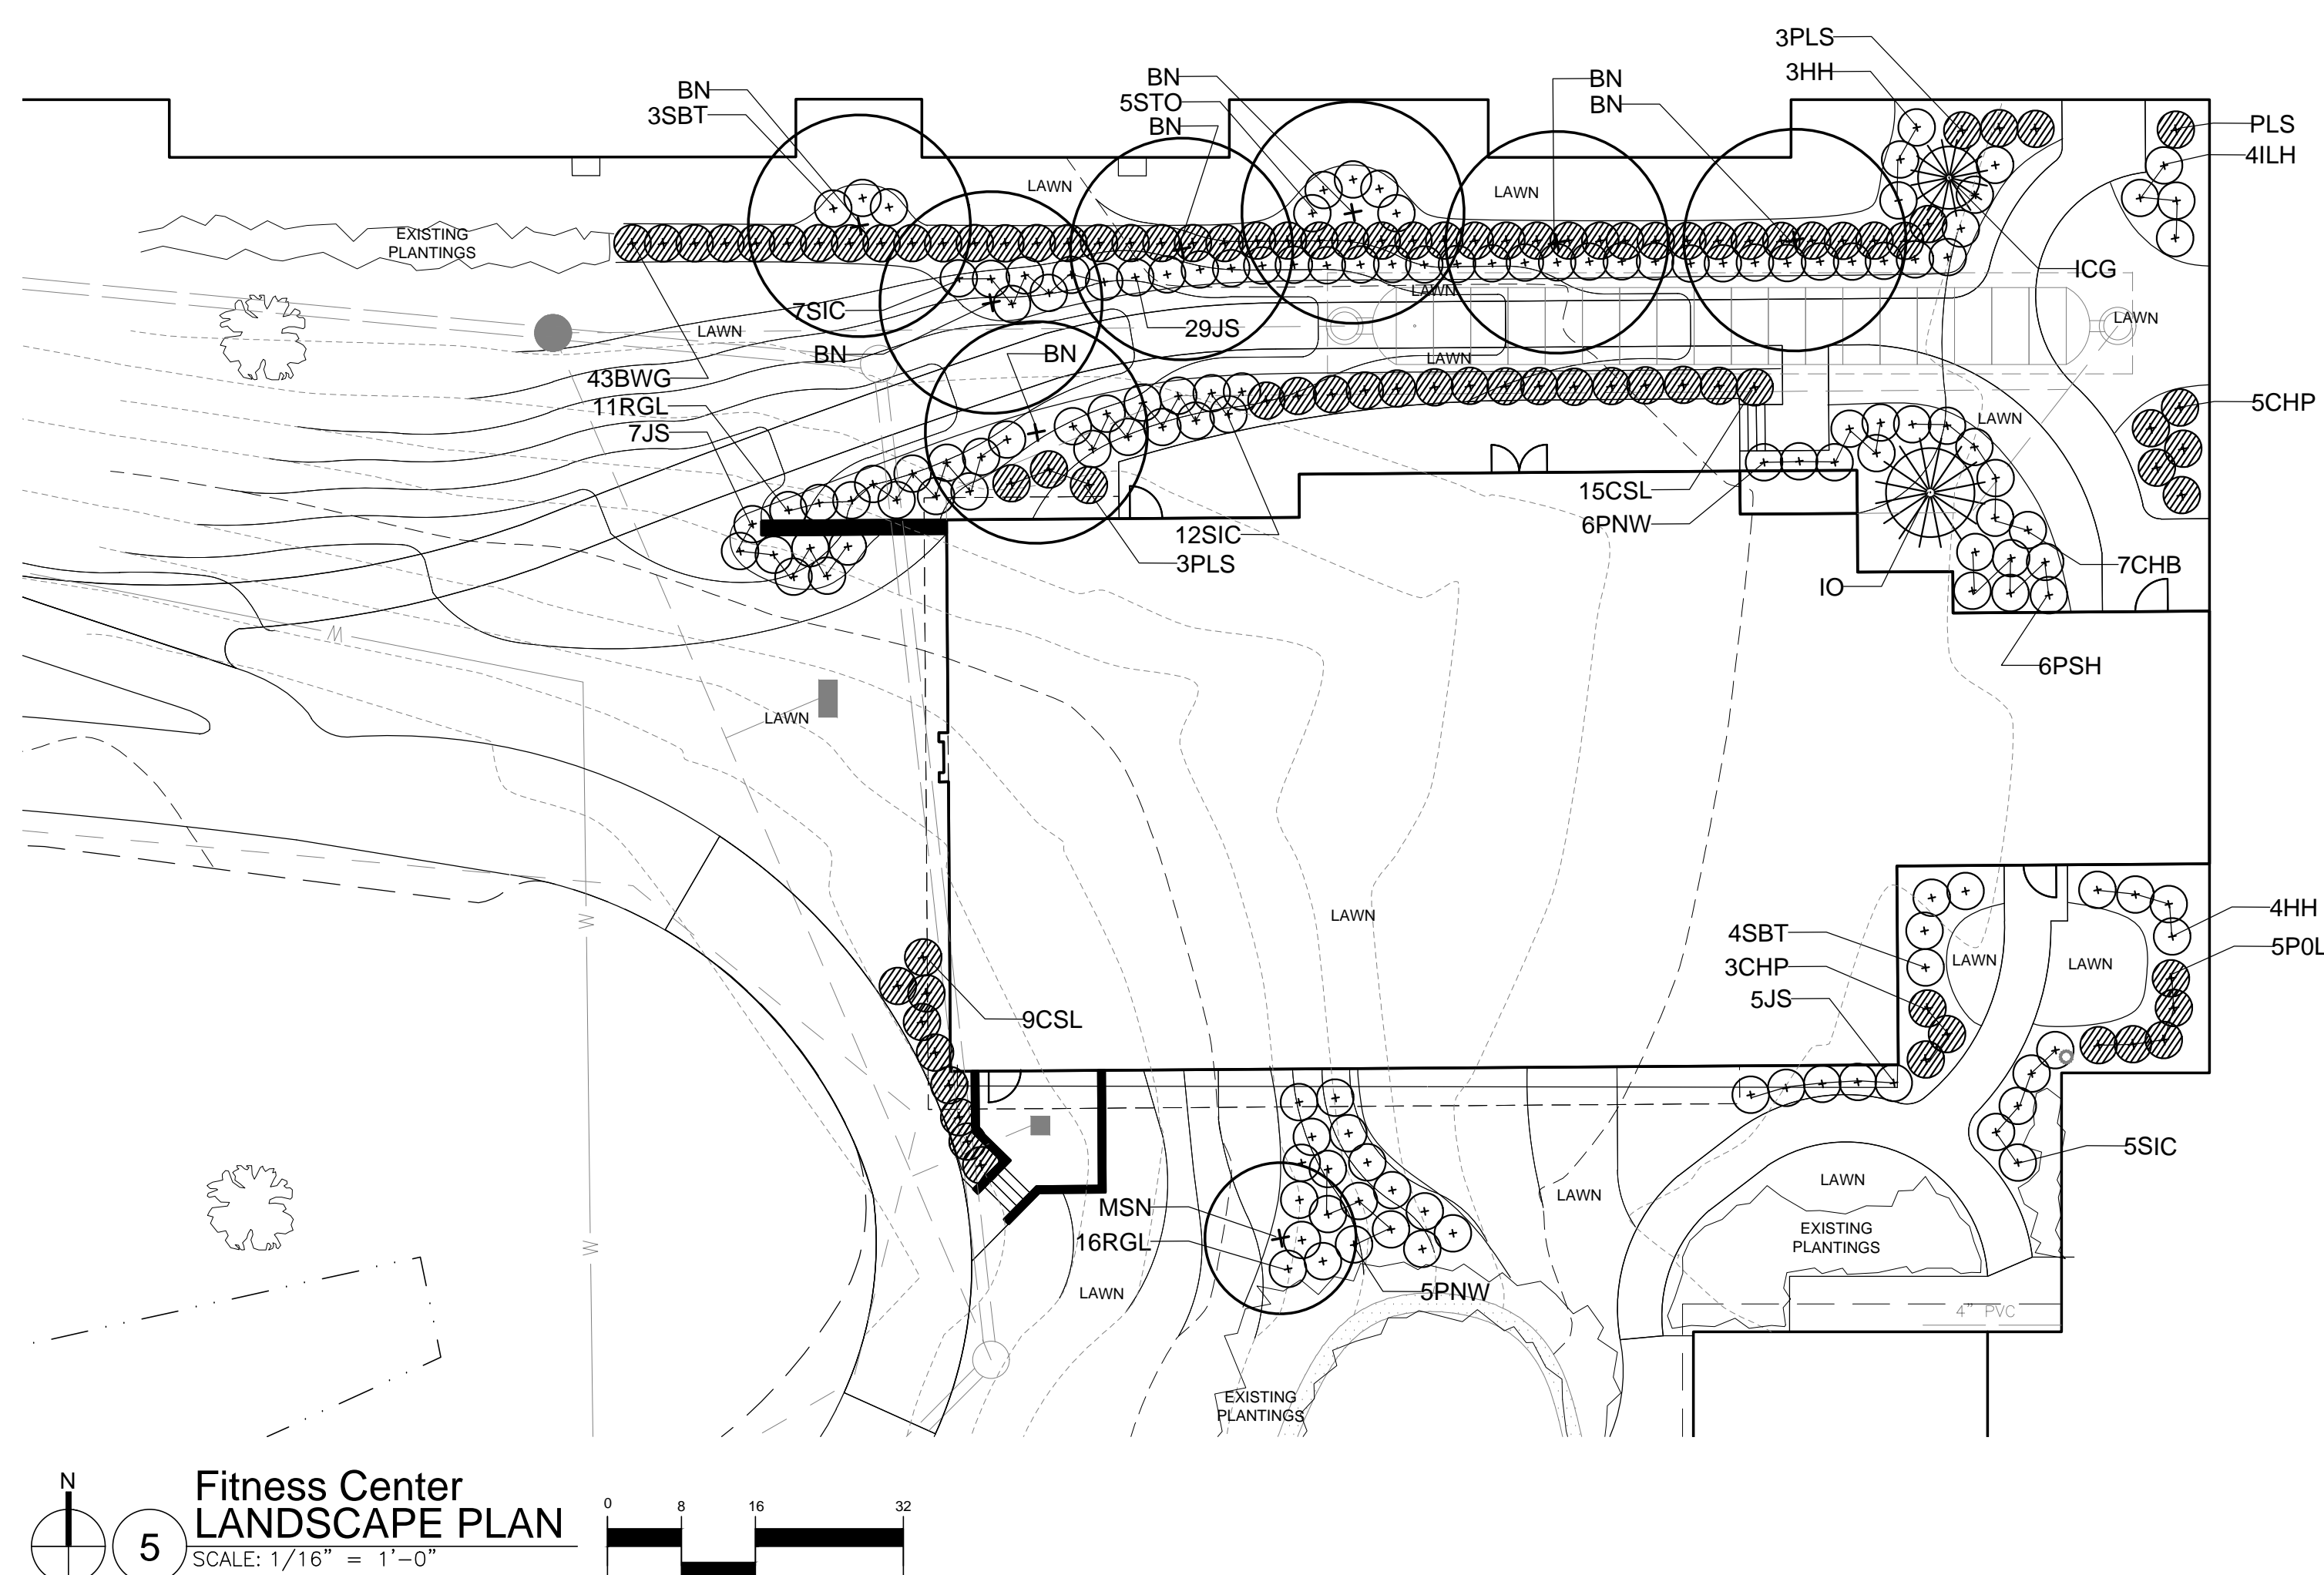 3PLS
3HH
BN
3SBT
BN
5STO
BN
BN
BN
PLS
4ILH
LAWN
LAWN
EXISTING
PLANTINGS
ICG
LAWN
7SIC
LAWN
29JS
LAWN
BN
BN
LAWN
43BWG
11RGL
7JS
5CHP
LAWN
15CSL
6PNW
12SIC
3PLS
7CHB
IO
W
6PSH
LAWN
LAWN
W
4HH
4SBT
5P0L
3CHP
LAWN
LAWN
5JS
9CSL
5SIC
LAWN
LAWN
MSN
16RGL
EXISTING
PLANTINGS
W
LAWN
5PNW
4" PVC
EXISTING
PLANTINGS
N
5
Fitness Center
LANDSCAPE PLAN
SCALE: 1/16" = 1'-0"
0 8 16 32